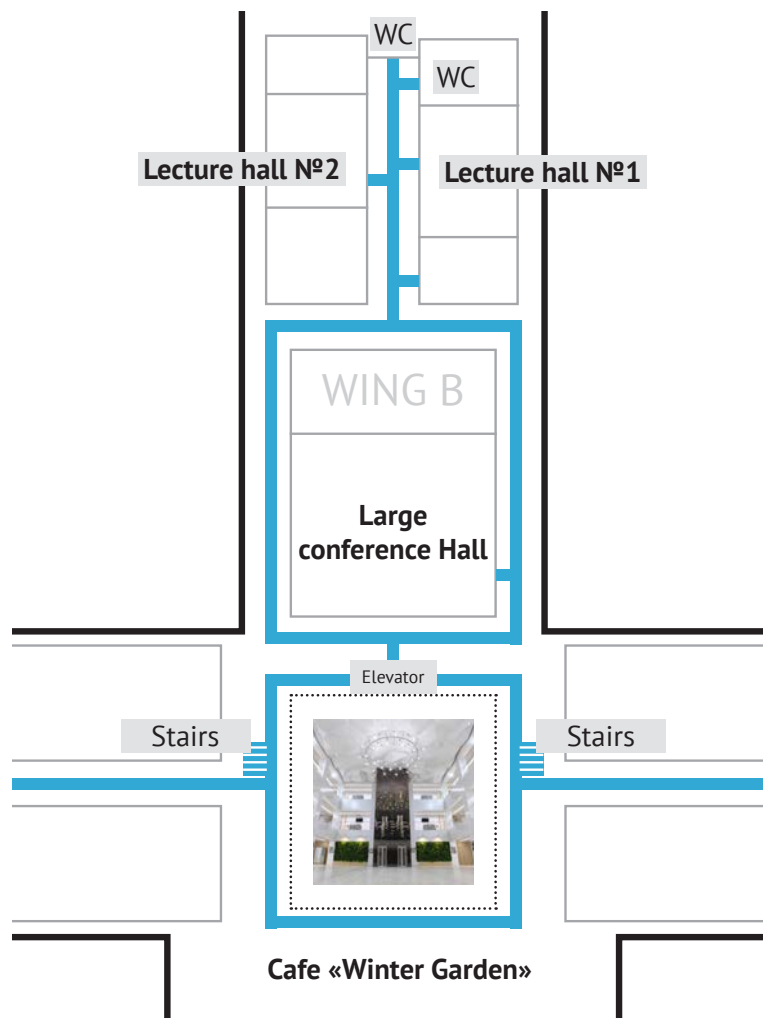 WC
WC
Lecture hall №2
Lecture hall №1
WING B
Large
conference Hall
Elevator
Stairs
Stairs
Cafe «Winter Garden»